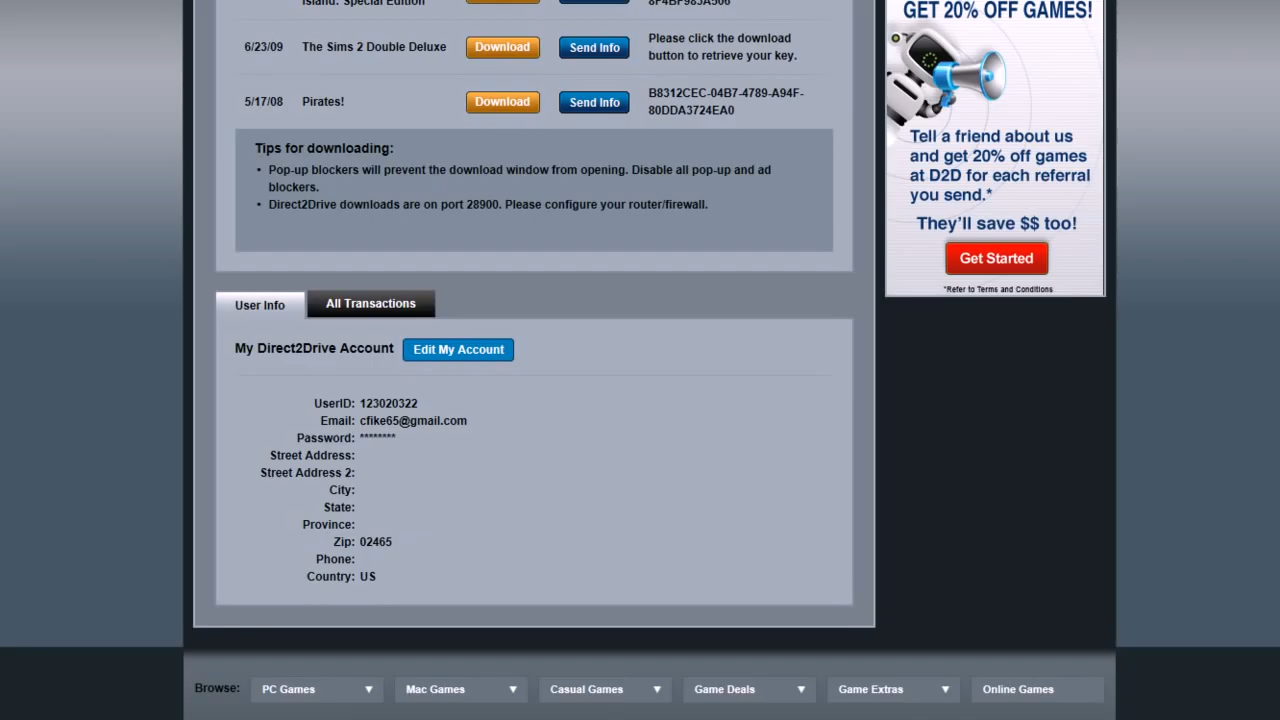 Island: Special Edition
8F4BF983A506
GET 20% OFF GAMES!
6/23/09 The Sims 2 Double Deluxe Download Send Info Please click the download
button to retrieve your key.
5/17/08 Pirates! Download Send Info B8312CEC-04B7-4789-A94F-
80DDA3724EA0
Tell a friend about us
and get 20% off games
at D2D for each referral
you send.*
They'll save $$ too!
Get Started
*Refer to Terms and Conditions
Tips for downloading:
• Pop-up blockers will prevent the download window from opening. Disable all pop-up and ad
blockers.
• Direct2Drive downloads are on port 28900. Please configure your router/firewall.
User Info All Transactions
My Direct2Drive Account Edit My Account
UserID: 123020322
Email: cfike65@gmail.com
Password: ********
Street Address:
Street Address 2:
City:
State:
Province:
Zip: 02465
Phone:
Country: US
Browse: PC Games Mac Games Casual Games Game Deals Game Extras Online Games